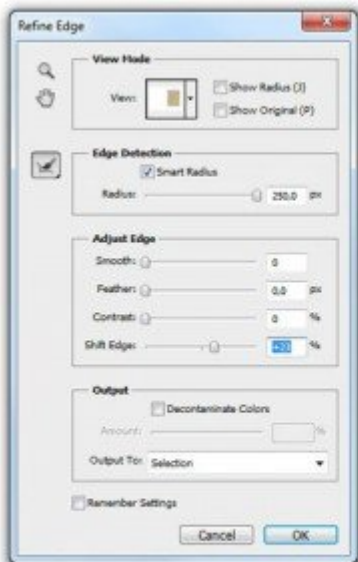 Refine Edge
View Mode
View:
Show Radius (J)
Show Original (P)
Edge Detection
Smart Radius
Radius: 250,0 px
Adjust Edge
Smooth: 0
Feather: 0,0 px
Contrast: 0 %
Shift Edge: %
Output
Decontaminate Colors
Amount: %
Output To: Selection
Remember Settings
Cancel OK